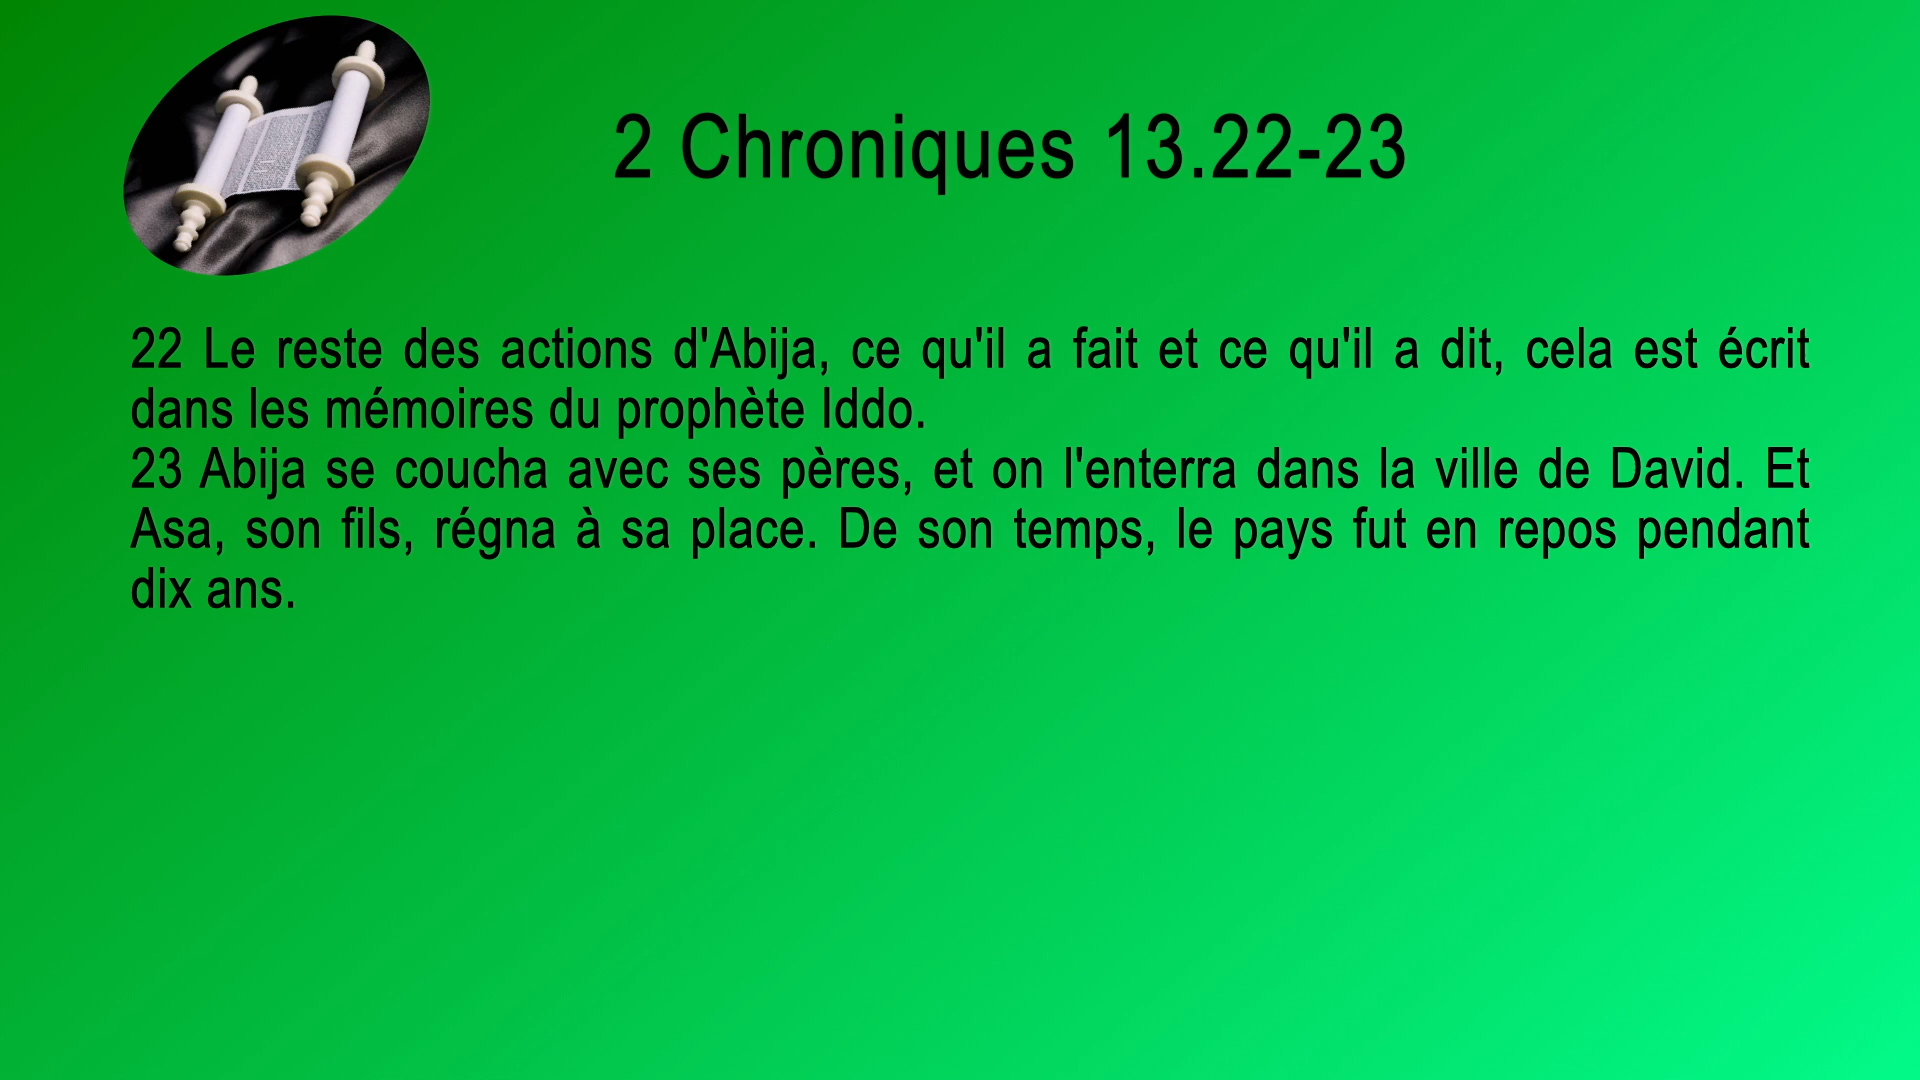 2 Chroniques 13.22-23
22 Le reste des actions d'Abija, ce qu'il a fait et ce qu'il a dit, cela est écrit
dans les mémoires du prophète Iddo.
23 Abija se coucha avec ses pères, et on l'enterra dans la ville de David. Et
Asa, son fils, régna à sa place. De son temps, le pays fut en repos pendant
dix ans.